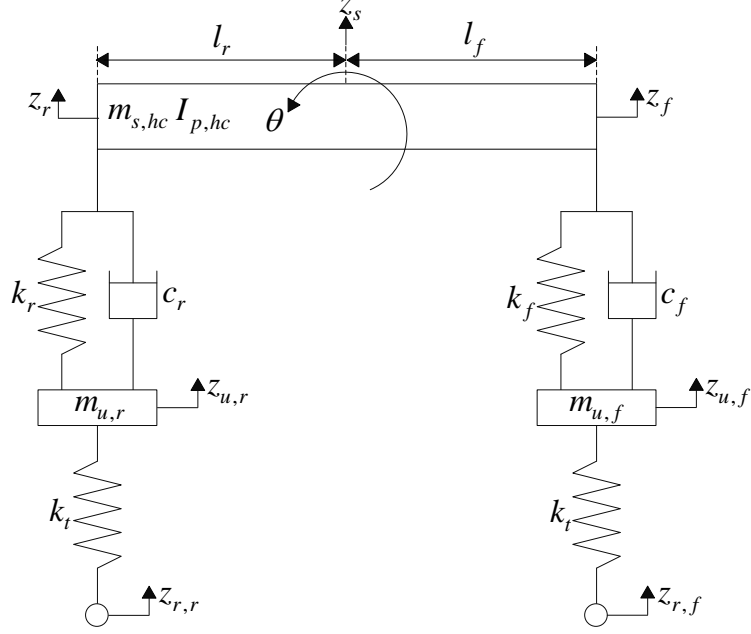 z_s
l_r l_f
z_r m_{s,hc} I_{p,hc} θ z_f
k_r c_r k_f c_f
z_{u,r} z_{u,f}
m_{u,r} m_{u,f}
k_t k_t
z_{r,r} z_{r,f}